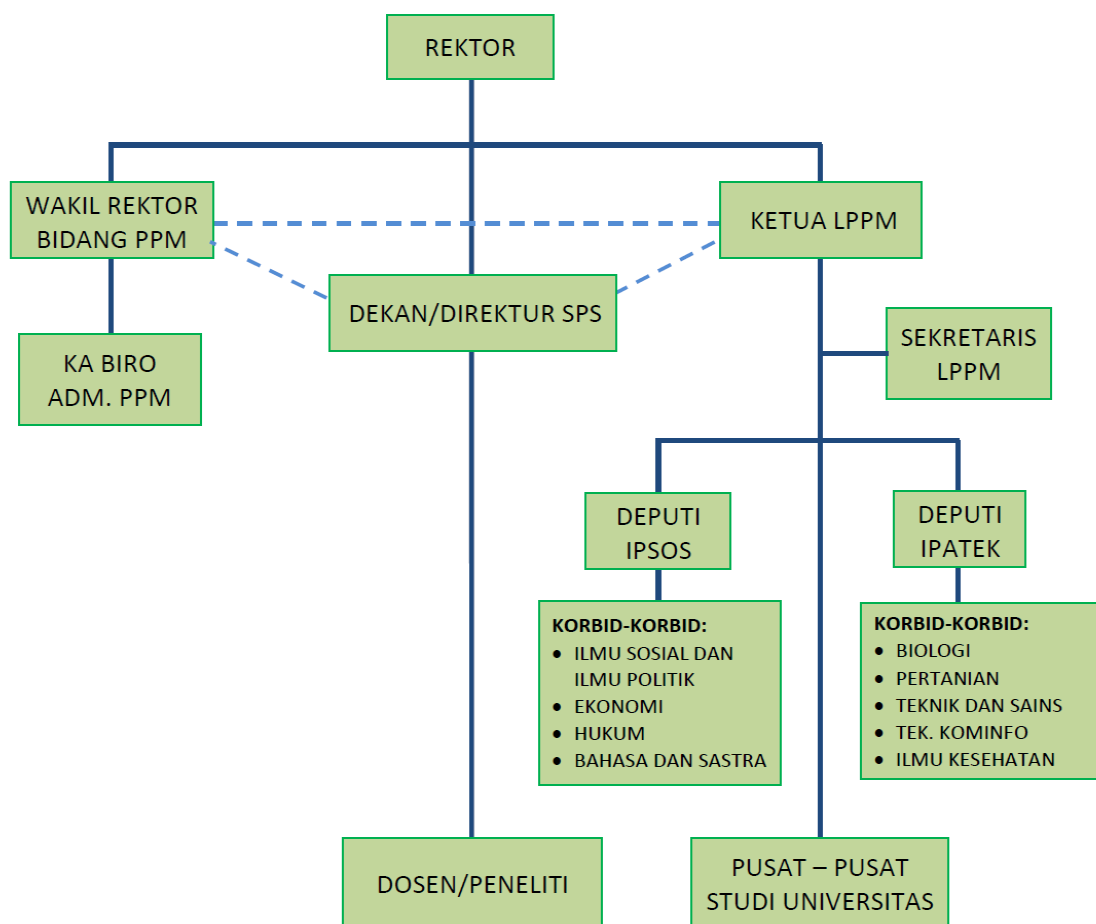 REKTOR
WAKIL REKTOR
BIDANG PPM
KETUA LPPM
DEKAN/DIREKTUR SPS
KA BIRO
ADM. PPM
SEKRETARIS
LPPM
DEPUTI
IPSOS
DEPUTI
IPATEK
KORBID-KORBID:
• ILMU SOSIAL DAN
ILMU POLITIK
• EKONOMI
• HUKUM
• BAHASA DAN SASTRA
KORBID-KORBID:
• BIOLOGI
• PERTANIAN
• TEKNIK DAN SAINS
• TEK. KOMINFO
• ILMU KESEHATAN
DOSEN/PENELITI
PUSAT – PUSAT
STUDI UNIVERSITAS